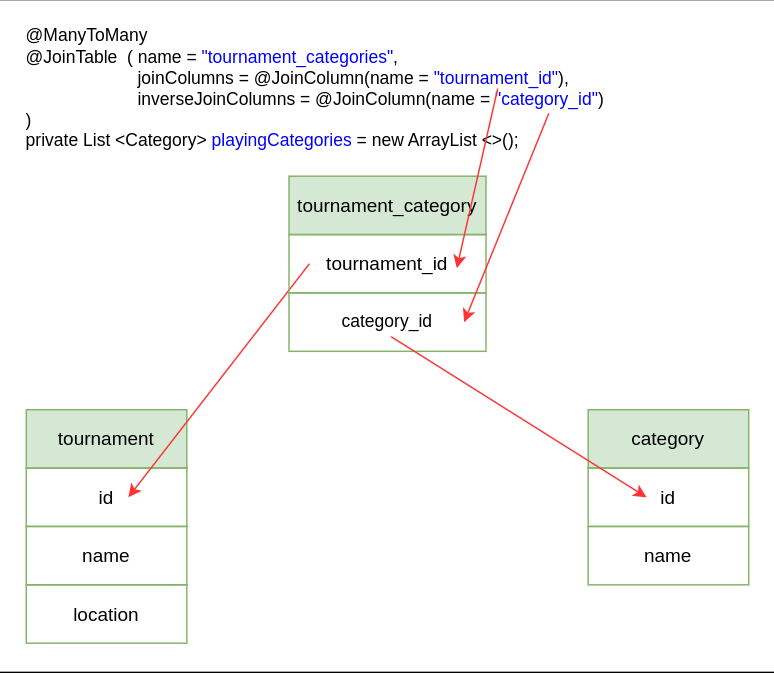 @ManyToMany
@JoinTable  ( name = "tournament_categories",
joinColumns = @JoinColumn(name = "tournament_id"),
inverseJoinColumns = @JoinColumn(name = "category_id")
)
private List <Category> playingCategories = new ArrayList <>();
tournament_category
tournament_id
category_id
tournament
id
name
location
category
id
name